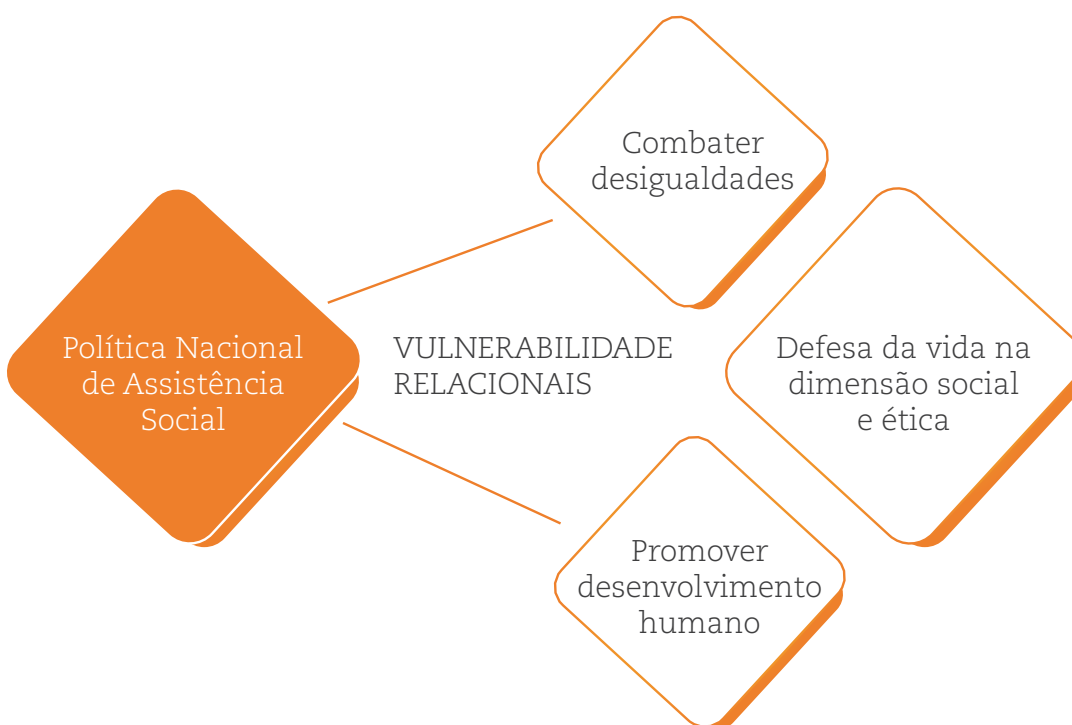 Política Nacional
de Assistência
Social
VULNERABILIDADE
RELACIONAIS
Combater
desigualdades
Defesa da vida na
dimensão social
e ética
Promover
desenvolvimento
humano